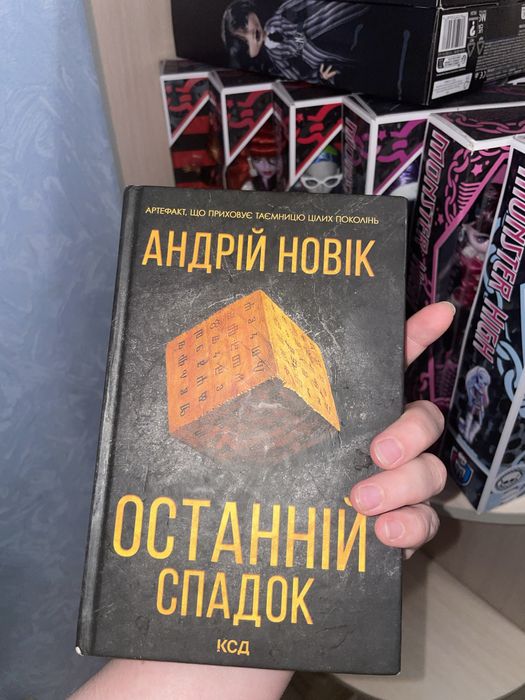 АРТЕФАКТ, ЩО ПРИХОВУЄ ТАЄМНИЦЮ ЦІЛИХ ПОКОЛІНЬ
АНДРІЙ НОВІК
ОСТАННІЙ
СПАДОК
КСД
MONSTER HIGH
MONSTER HIGH